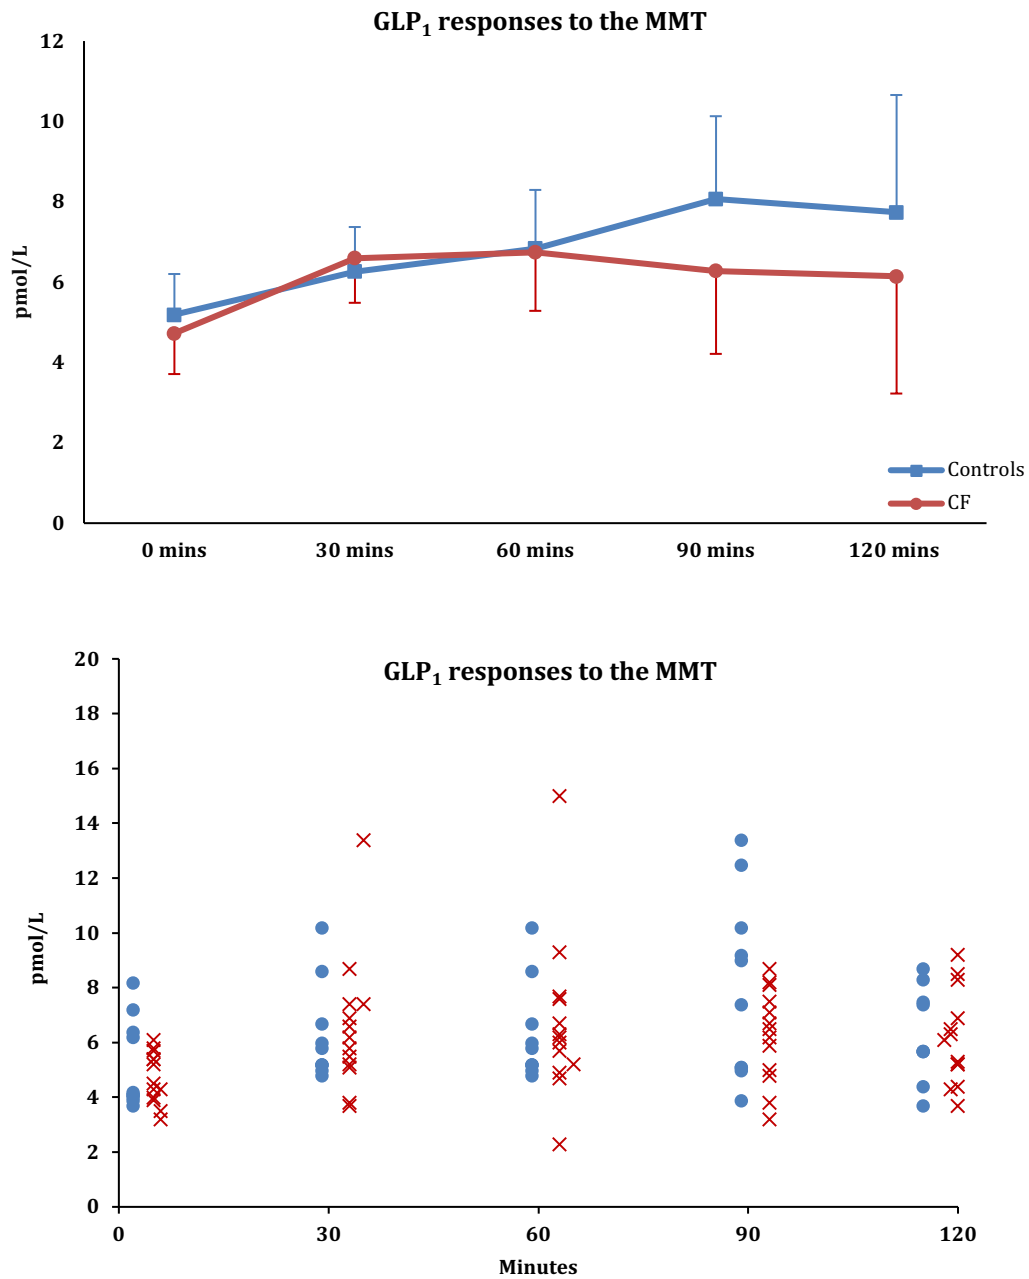 GLP₁ responses to the MMT
12
10
8
6
4
2
0
pmol/L
Controls
CF
0 mins 30 mins 60 mins 90 mins 120 mins
GLP₁ responses to the MMT
20
18
16
14
12
10
8
6
4
2
0
pmol/L
0 30 60 90 120
Minutes